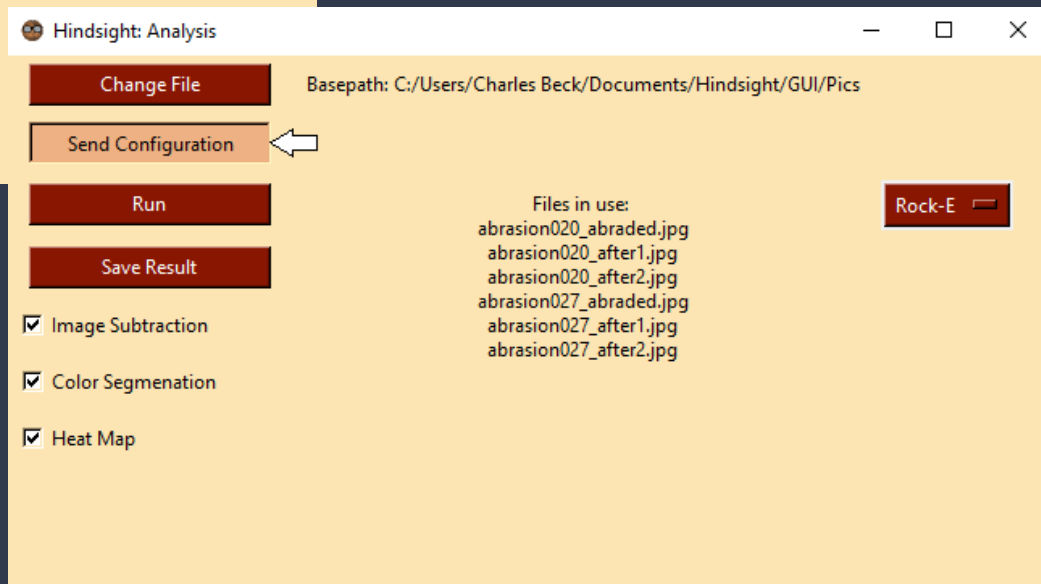 Hindsight: Analysis
Change File
Basepath: C:/Users/Charles Beck/Documents/Hindsight/GUI/Pics
Send Configuration
Run
Files in use:
Rock-E
abrasion020_abraded.jpg
abrasion020_after1.jpg
Save Result
abrasion020_after2.jpg
abrasion027_abraded.jpg
Image Subtraction
abrasion027_after1.jpg
abrasion027_after2.jpg
Color Segmenation
Heat Map